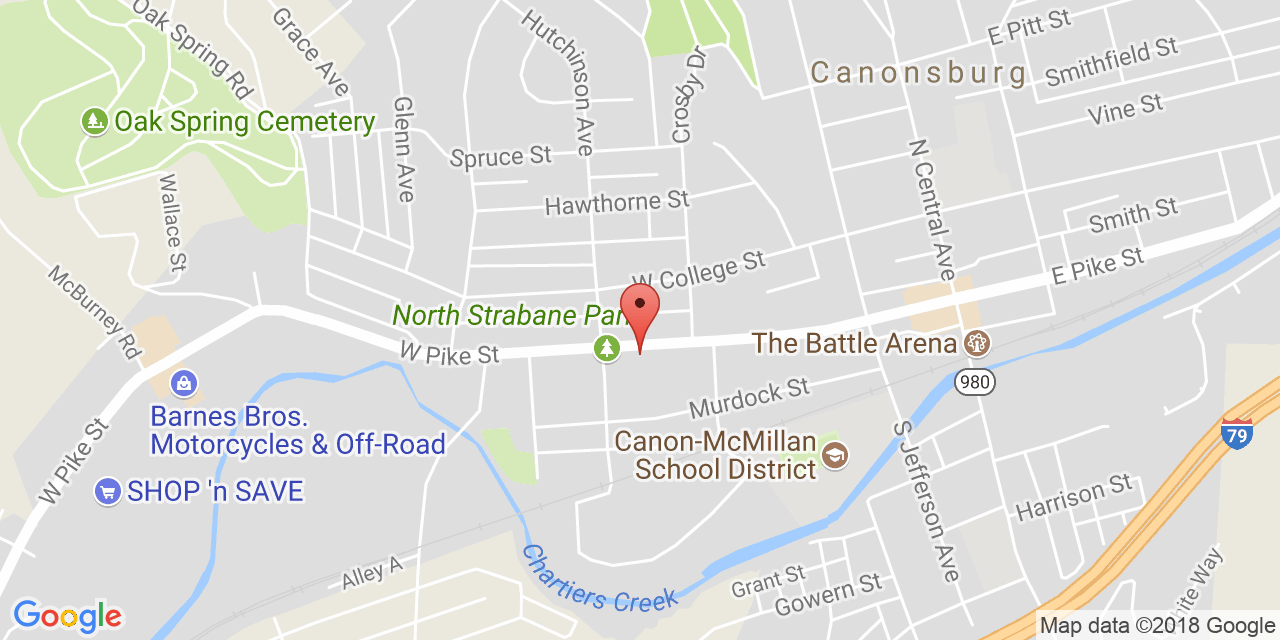 Oak Spring Rd
Grace Ave
Hutchinson Ave
Crosby Dr
E Pitt St
Smithfield St
Canonsburg
Vine St
Glenn Ave
Oak Spring Cemetery
Spruce St
N Central Ave
Wallace St
Hawthorne St
Smith St
W College St
E Pike St
McBurney Rd
North Strabane Par
W Pike St
The Battle Arena
980
Murdock St
Barnes Bros.
Motorcycles & Off-Road
Canon-McMillan
School District
79
W Pike St
S Jefferson Ave
SHOP 'n SAVE
Harrison St
Alley A
Chartiers Creek
Grant St
Gowern St
Way
Google
Map data ©2018 Google